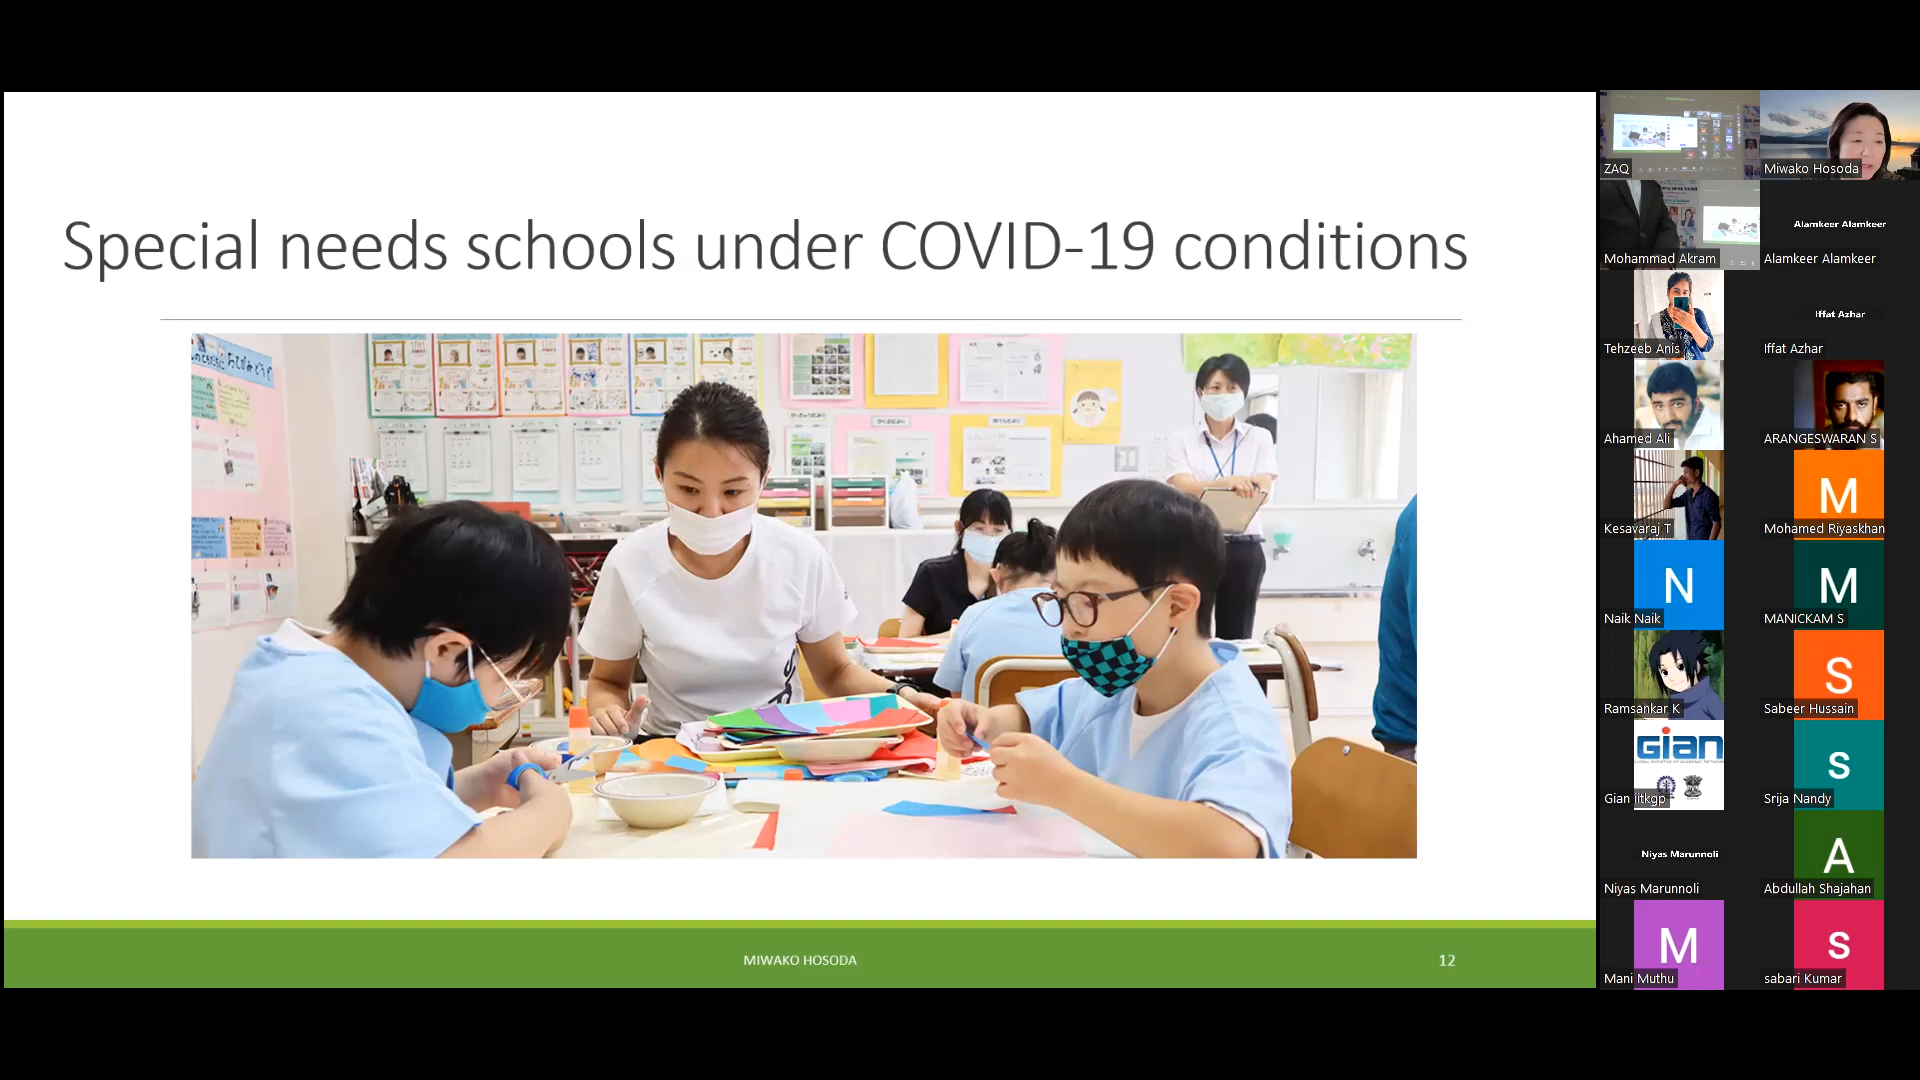 Special needs schools under COVID-19 conditions
MIWAKO HOSODA
12
ZAQ
Miwako Hosoda
Mohammad Akram
Alamkeer Alamkeer
Alamkeer Alamkeer
Tehzeeb Anis
Iffat Azhar
Iffat Azhar
Ahamed Ali
ARANGESWARAN S
Kesavaraj T
M
Mohamed Riyaskhan
N
Naik Naik
M
MANICKAM S
Ramsankar K
S
Sabeer Hussain
GIAN
Gian iitkgp
s
Srija Nandy
Niyas Marunnoli
Niyas Marunnoli
A
Abdullah Shajahan
M
Mani Muthu
s
sabari Kumar